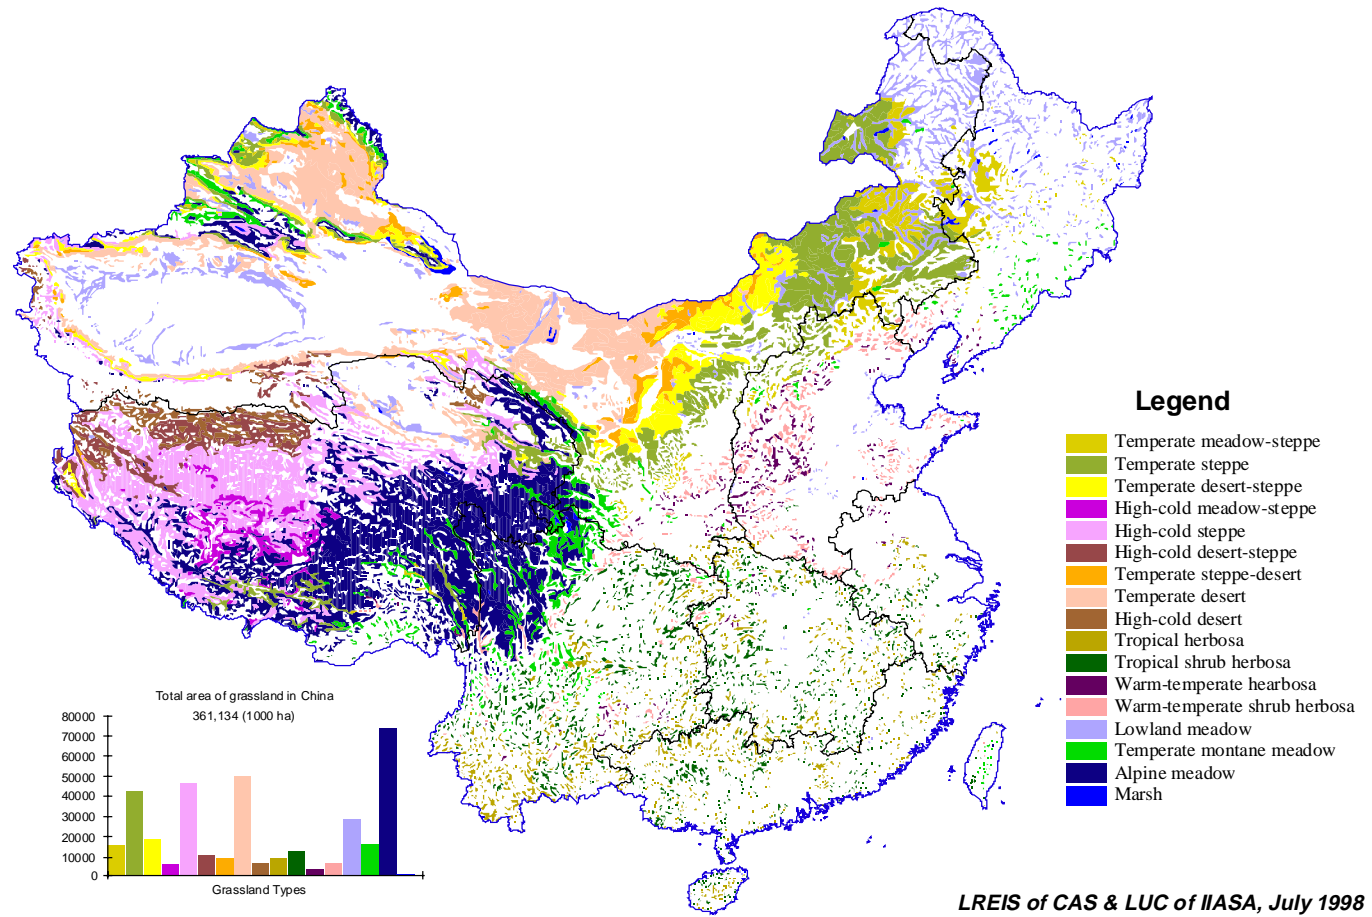 Legend
Temperate meadow-steppe
Temperate steppe
Temperate desert-steppe
High-cold meadow-steppe
High-cold steppe
High-cold desert-steppe
Temperate steppe-desert
Temperate desert
High-cold desert
Tropical herbosa
Tropical shrub herbosa
Warm-temperate hearbosa
Warm-temperate shrub herbosa
Lowland meadow
Temperate montane meadow
Alpine meadow
Marsh
Total area of grassland in China
361,134 (1000 ha)
80000
70000
60000
50000
40000
30000
20000
10000
0
Grassland Types
LREIS of CAS & LUC of IIASA, July 1998